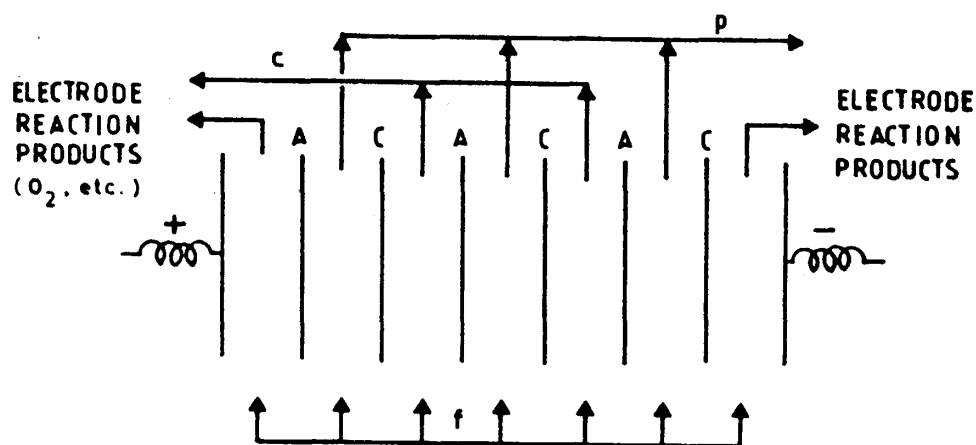 p
c
ELECTRODE
REACTION
PRODUCTS
(O₂, etc.)
ELECTRODE
REACTION
PRODUCTS
A C A C A C
+
-
f